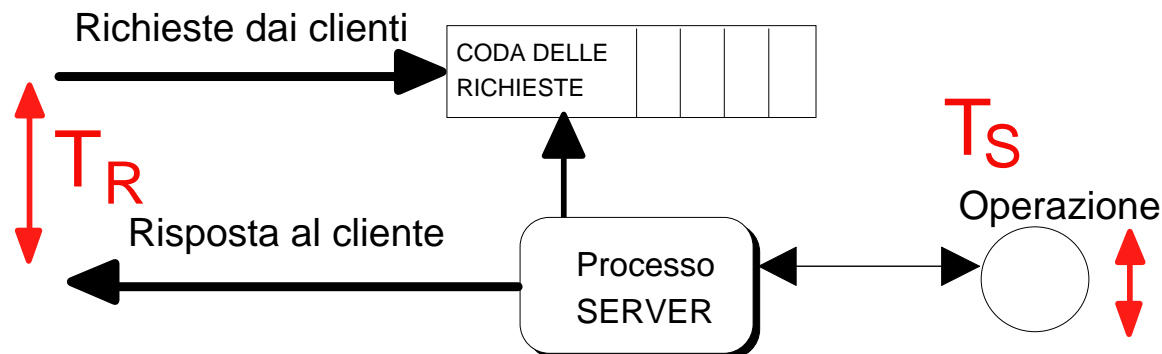 Richieste dai clienti
CODA DELLE
RICHIESTE
TR
TS
Operazione
Risposta al cliente
Processo
SERVER